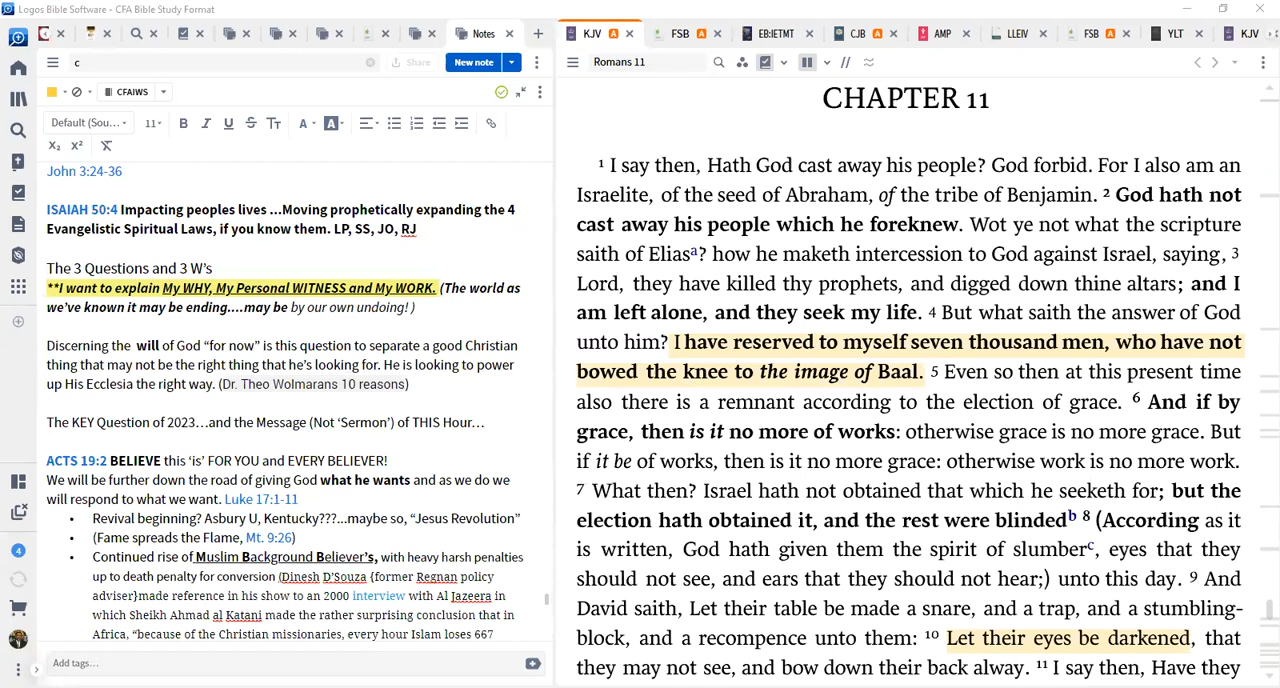 Logos Bible Software - CFA Bible Study Format
Notes
KJV A
FSB A
EB:IETMT
CJB A
AMP
LLEIV
FSB A
YLT
KJV
c
Share
New note
Romans 11
CFAIWS
Default (Sou...
11
B I U S Tт A A
X₂ X²
John 3:24-36
ISAIAH 50:4 Impacting peoples lives ...Moving prophetically expanding the 4
Evangelistic Spiritual Laws, if you know them. LP, SS, JO, RJ
The 3 Questions and 3 W's
**I want to explain My WHY, My Personal WITNESS and My WORK. (The world as
we've known it may be ending....may be by our own undoing! )
Discerning the will of God “for now” is this question to separate a good Christian
thing that may not be the right thing that he's looking for. He is looking to power
up His Ecclesia the right way. (Dr. Theo Wolmarans 10 reasons)
The KEY Question of 2023...and the Message (Not ‘Sermon’) of THIS Hour...
ACTS 19:2 BELIEVE this ‘is’ FOR YOU and EVERY BELIEVER!
We will be further down the road of giving God what he wants and as we do we
will respond to what we want. Luke 17:1-11
• Revival beginning? Asbury U, Kentucky???...maybe so, “Jesus Revolution”
• (Fame spreads the Flame, Mt. 9:26)
• Continued rise of Muslim Background Believer's, with heavy harsh penalties
up to death penalty for conversion (Dinesh D'Souza {former Regnan policy
adviser}made reference in his show to an 2000 interview with Al Jazeera in
which Sheikh Ahmad al Katani made the rather surprising conclusion that in
Africa, “because of the Christian missionaries, every hour Islam loses 667
Add tags...
4
CHAPTER 11
1 I say then, Hath God cast away his people? God forbid. For I also am an
Israelite, of the seed of Abraham, of the tribe of Benjamin. 2 God hath not
cast away his people which he foreknew. Wot ye not what the scripture
saith of Eliasa? how he maketh intercession to God against Israel, saying, 3
Lord, they have killed thy prophets, and digged down thine altars; and I
am left alone, and they seek my life. 4 But what saith the answer of God
unto him? I have reserved to myself seven thousand men, who have not
bowed the knee to the image of Baal. 5 Even so then at this present time
also there is a remnant according to the election of grace. 6 And if by
grace, then is it no more of works: otherwise grace is no more grace. But
if it be of works, then is it no more grace: otherwise work is no more work.
7 What then? Israel hath not obtained that which he seeketh for; but the
election hath obtained it, and the rest were blindedb 8 (According as it
is written, God hath given them the spirit of slumberc, eyes that they
should not see, and ears that they should not hear;) unto this day. 9 And
David saith, Let their table be made a snare, and a trap, and a stumbling-
block, and a recompence unto them: 10 Let their eyes be darkened, that
they may not see, and bow down their back alway. 11 I say then, Have they